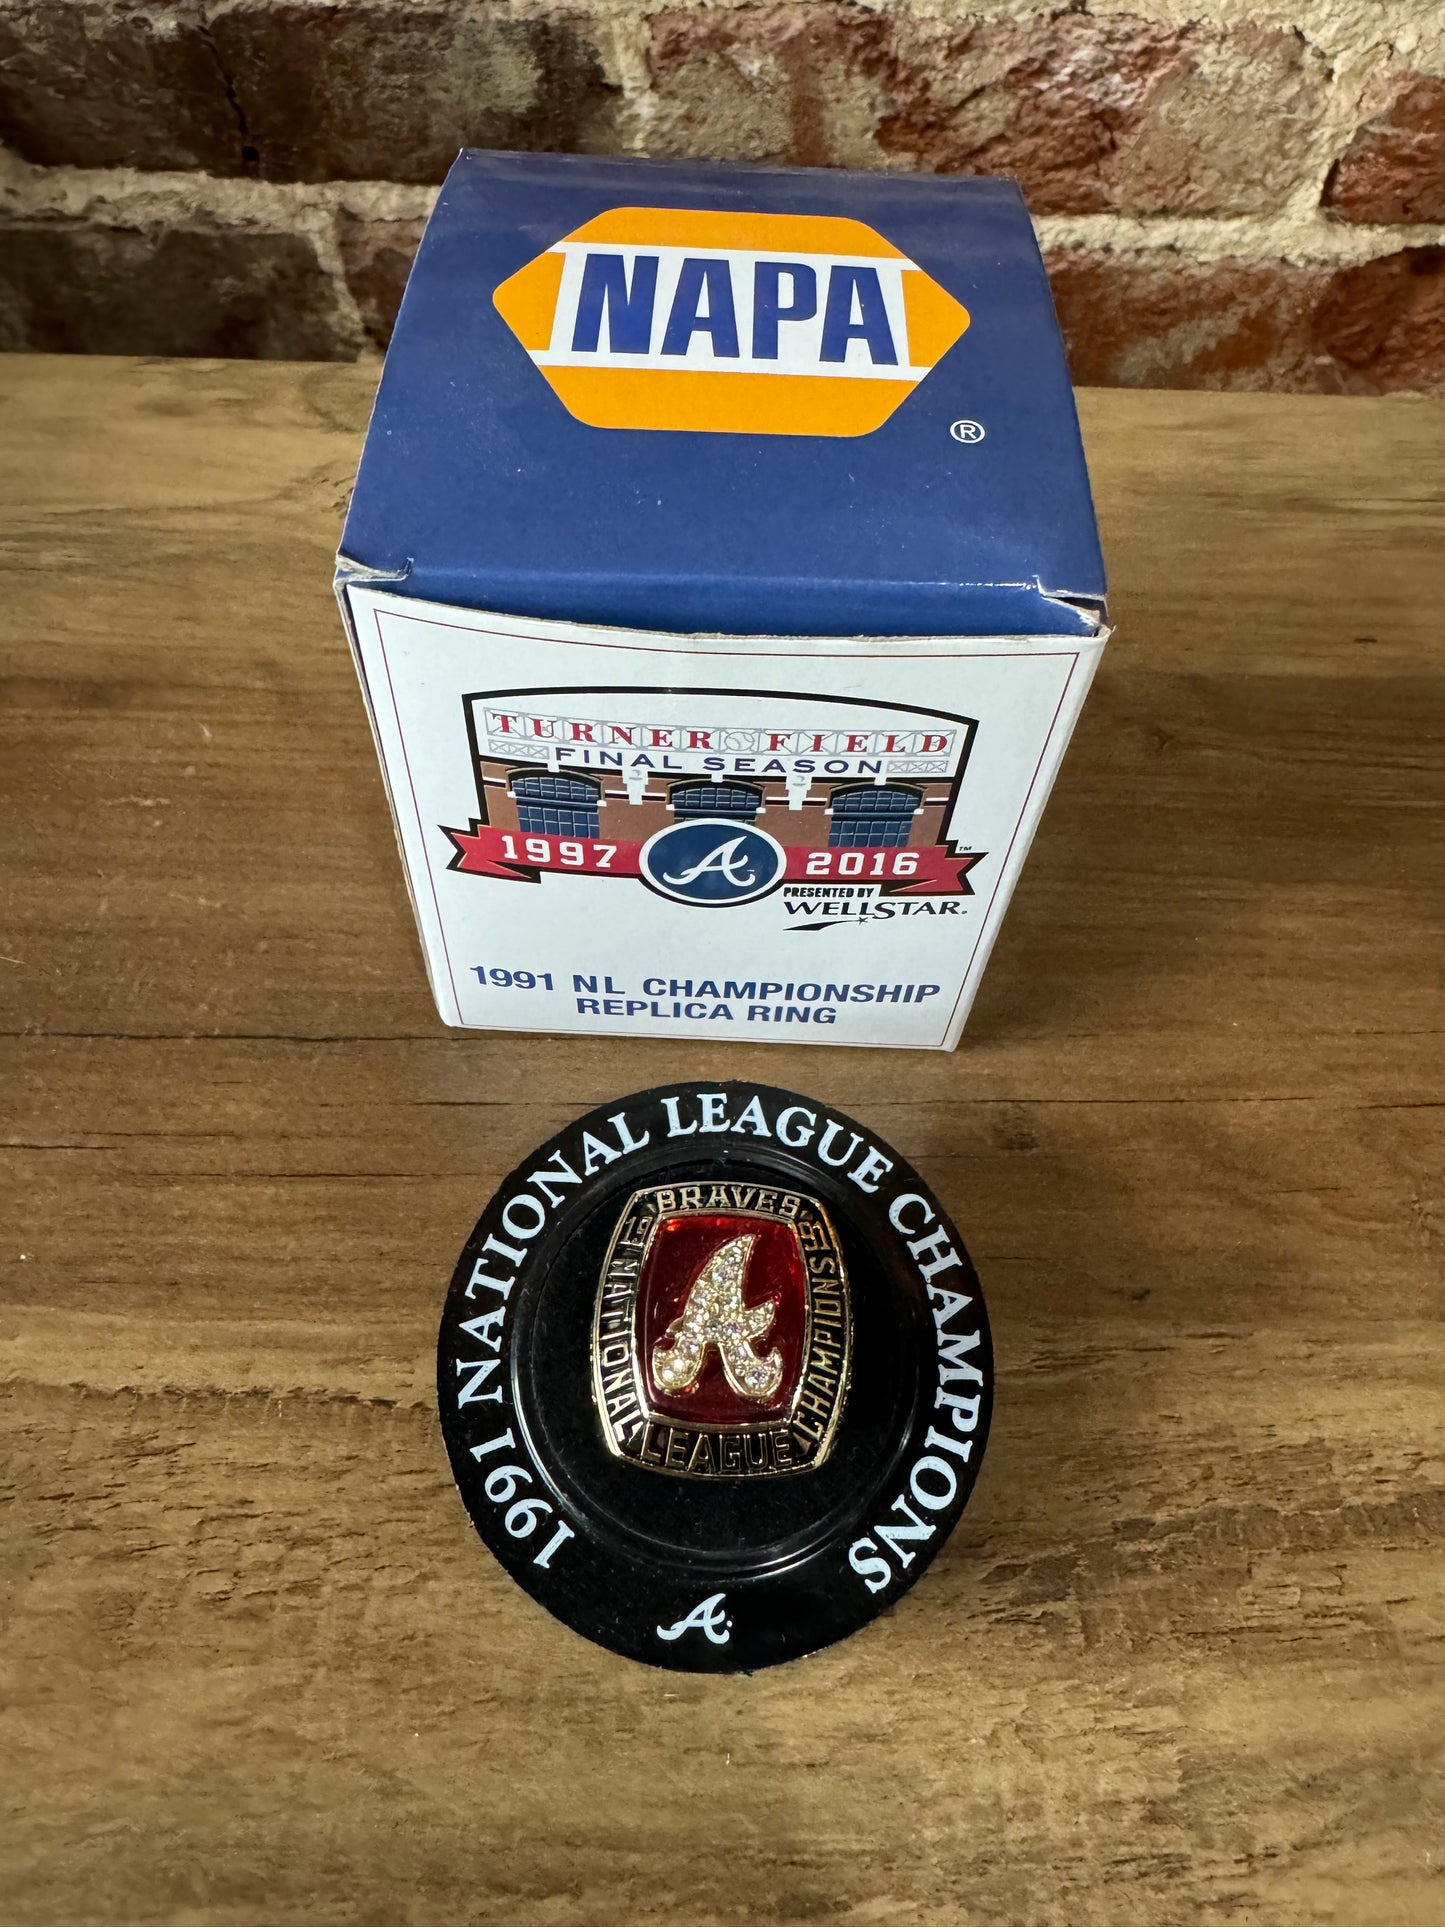 NAPA
®
TURNER FIELD
FINAL SEASON
1997 A 2016
TM
PRESENTED BY
WELLSTAR.
1991 NL CHAMPIONSHIP
REPLICA RING
1991 NATIONAL LEAGUE CHAMPIONS
BRAVES
19 91
NATIONAL
A
CHAMPIONS
LEAGUE
A